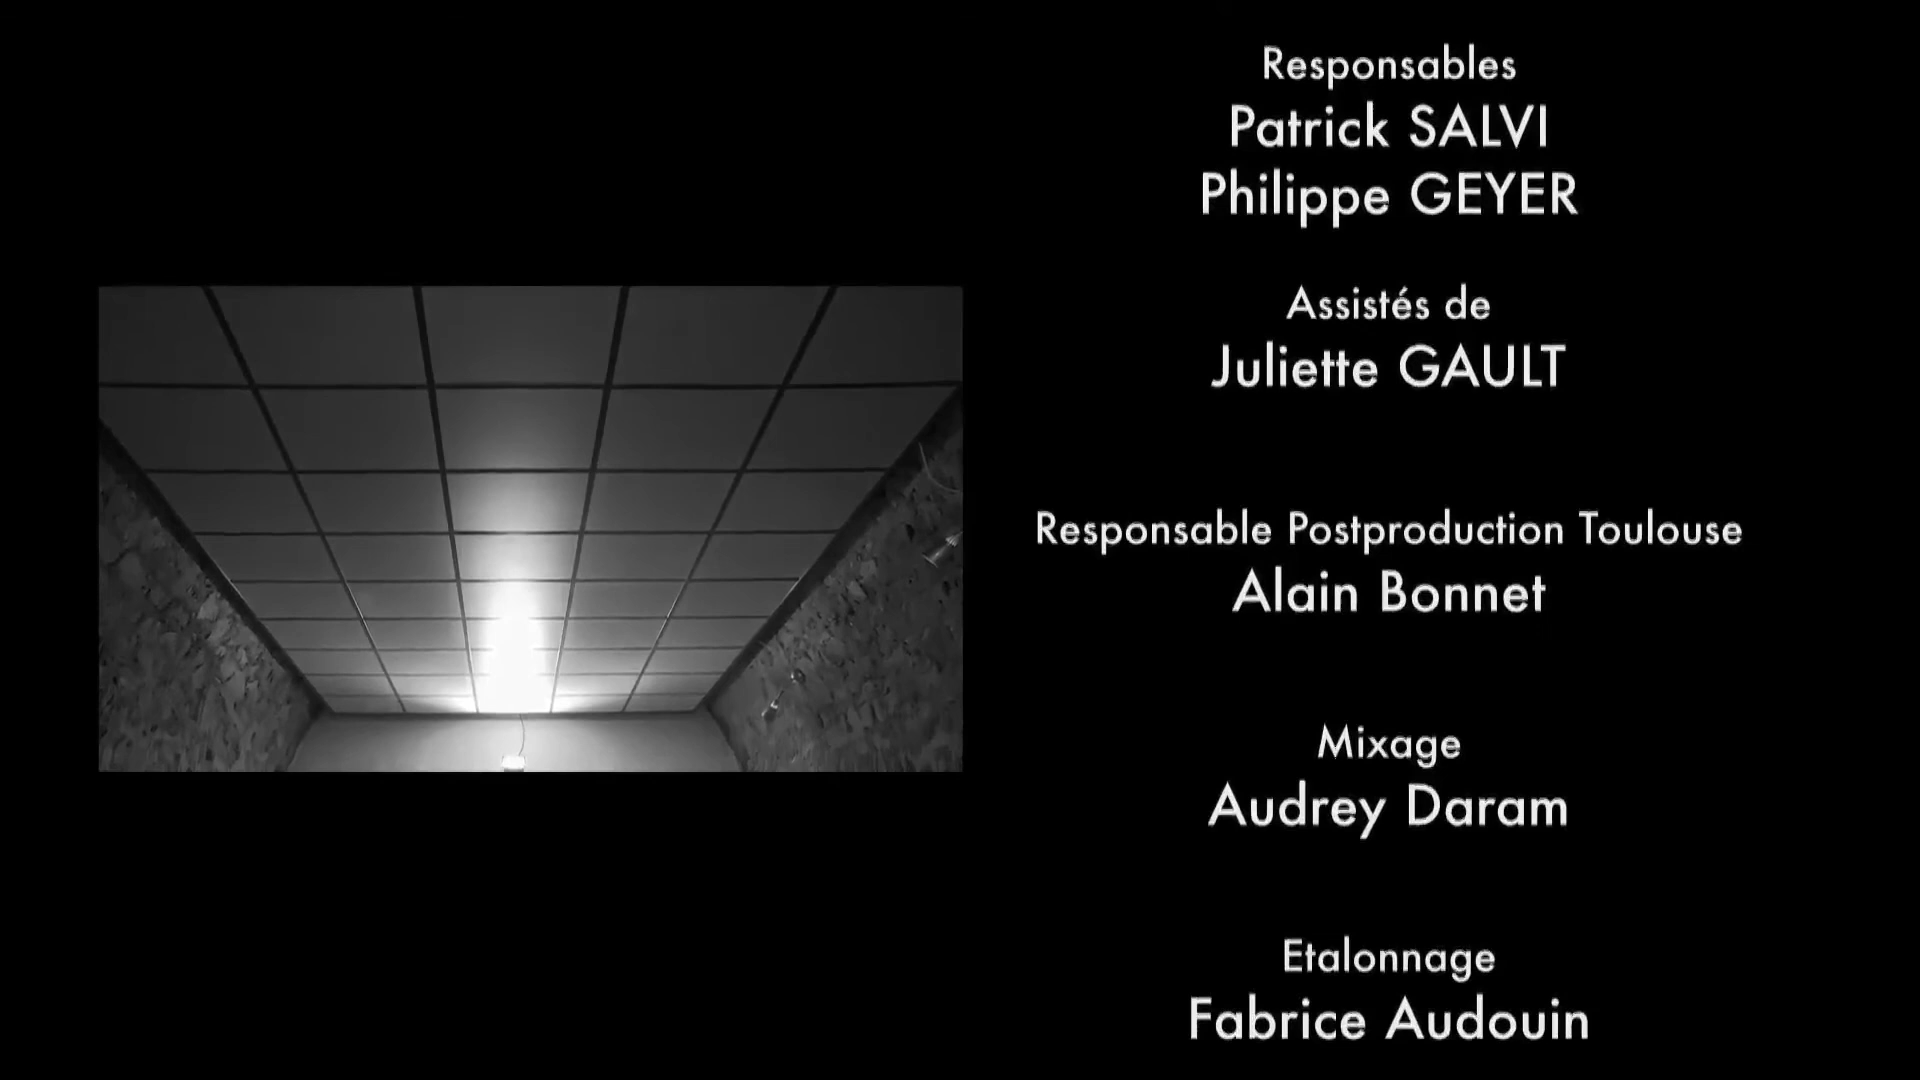 Responsables
Patrick SALVI
Philippe GEYER
Assistés de
Juliette GAULT
Responsable Postproduction Toulouse
Alain Bonnet
Mixage
Audrey Daram
Etalonnage
Fabrice Audouin